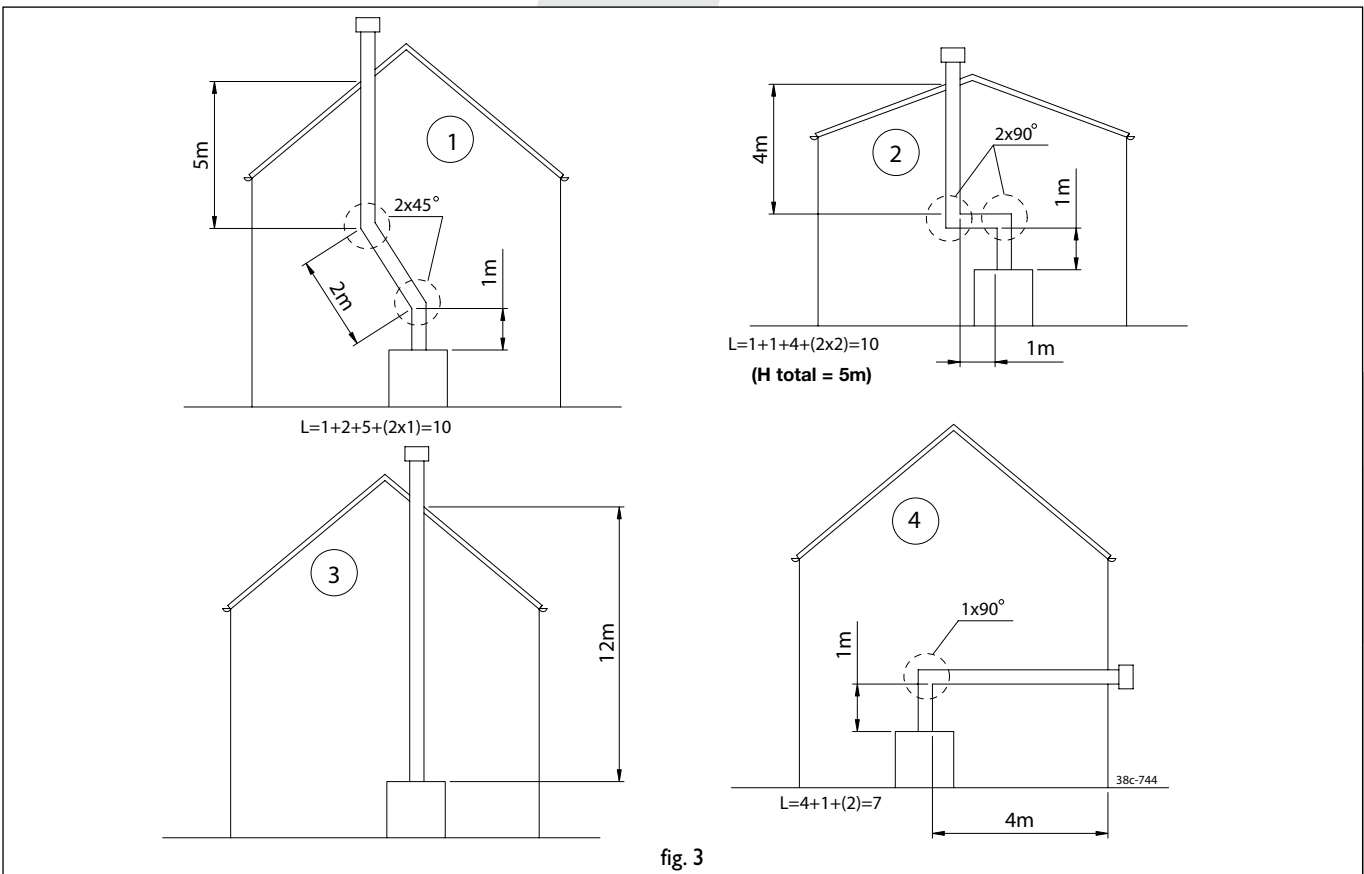 5m
1
2x45°
2m
1m
L=1+2+5+(2x1)=10
4m
2
2x90°
1m
L=1+1+4+(2x2)=10
1m
(H total = 5m)
3
12m
4
1x90°
1m
38c-744
L=4+1+(2)=7
4m
fig. 3